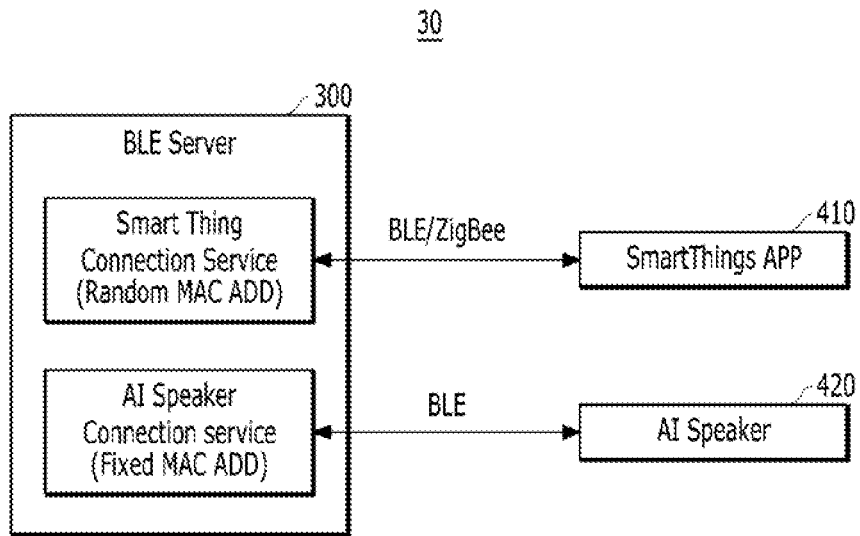 30
300
BLE Server
Smart Thing
Connection Service
(Random MAC ADD)
BLE/ZigBee
410
SmartThings APP
AI Speaker
Connection service
(Fixed MAC ADD)
BLE
420
AI Speaker